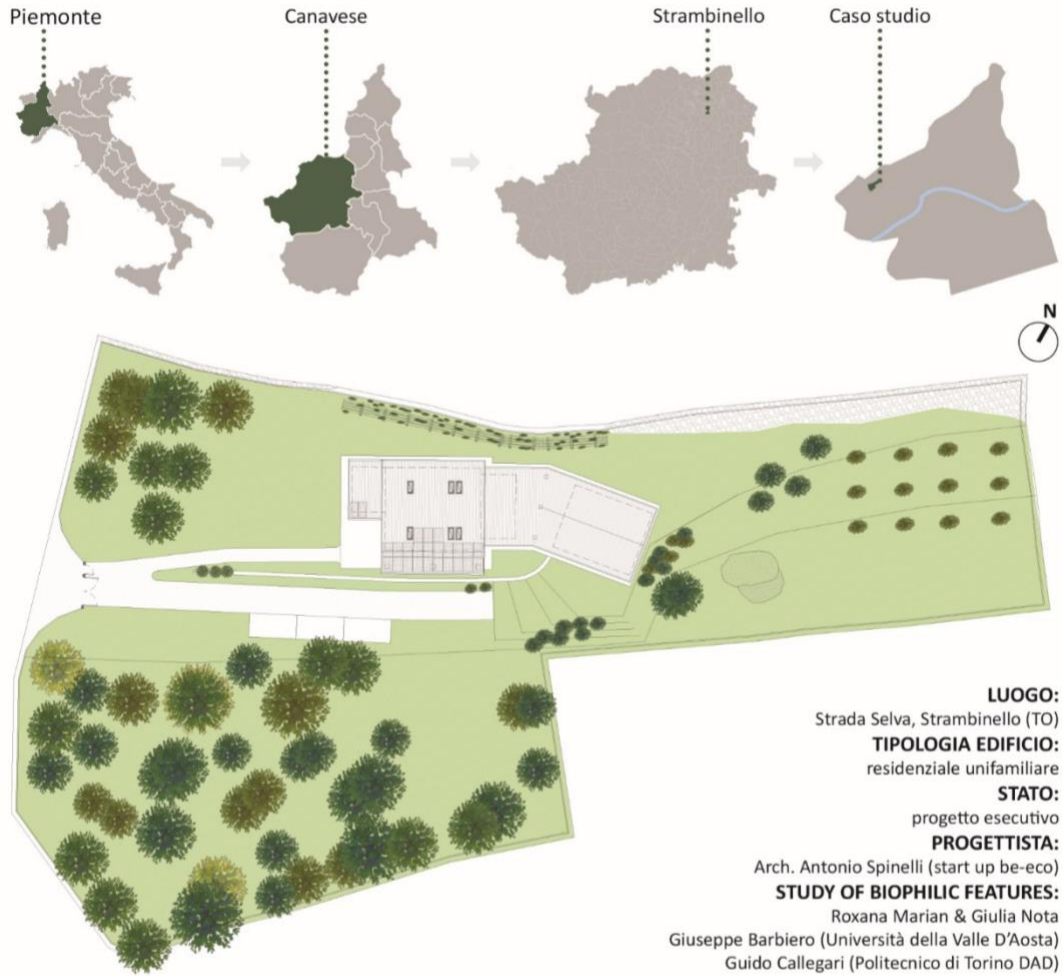 Piemonte
Canavese
Strambinello
Caso studio
N
LUOGO:
Strada Selva, Strambinello (TO)
TIPOLOGIA EDIFICIO:
residenziale unifamiliare
STATO:
progetto esecutivo
PROGETTISTA:
Arch. Antonio Spinelli (start up be-eco)
STUDY OF BIOPHILIC FEATURES:
Roxana Marian & Giulia Nota
Giuseppe Barbiero (Università della Valle D'Aosta)
Guido Callegari (Politecnico di Torino DAD)